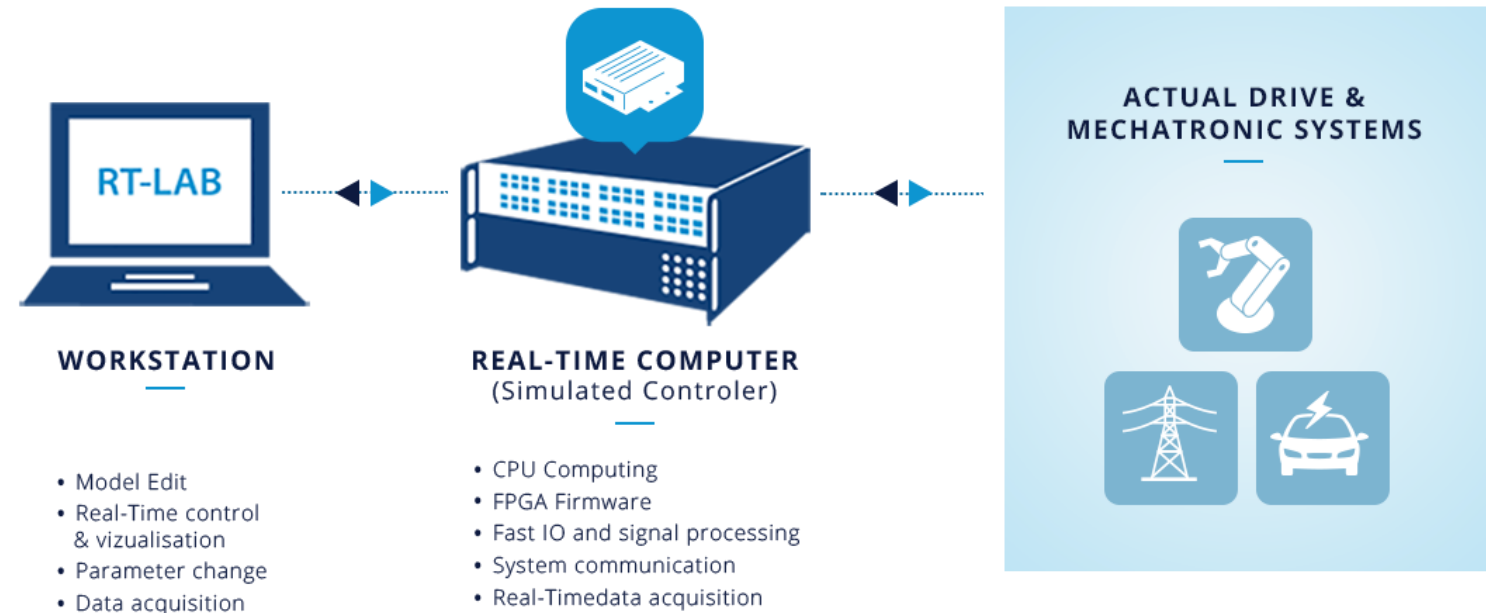 RT-LAB
WORKSTATION
• Model Edit
• Real-Time control
& vizualisation
• Parameter change
• Data acquisition
REAL-TIME COMPUTER
(Simulated Controler)
• CPU Computing
• FPGA Firmware
• Fast IO and signal processing
• System communication
• Real-Timedata acquisition
ACTUAL DRIVE &
MECHATRONIC SYSTEMS